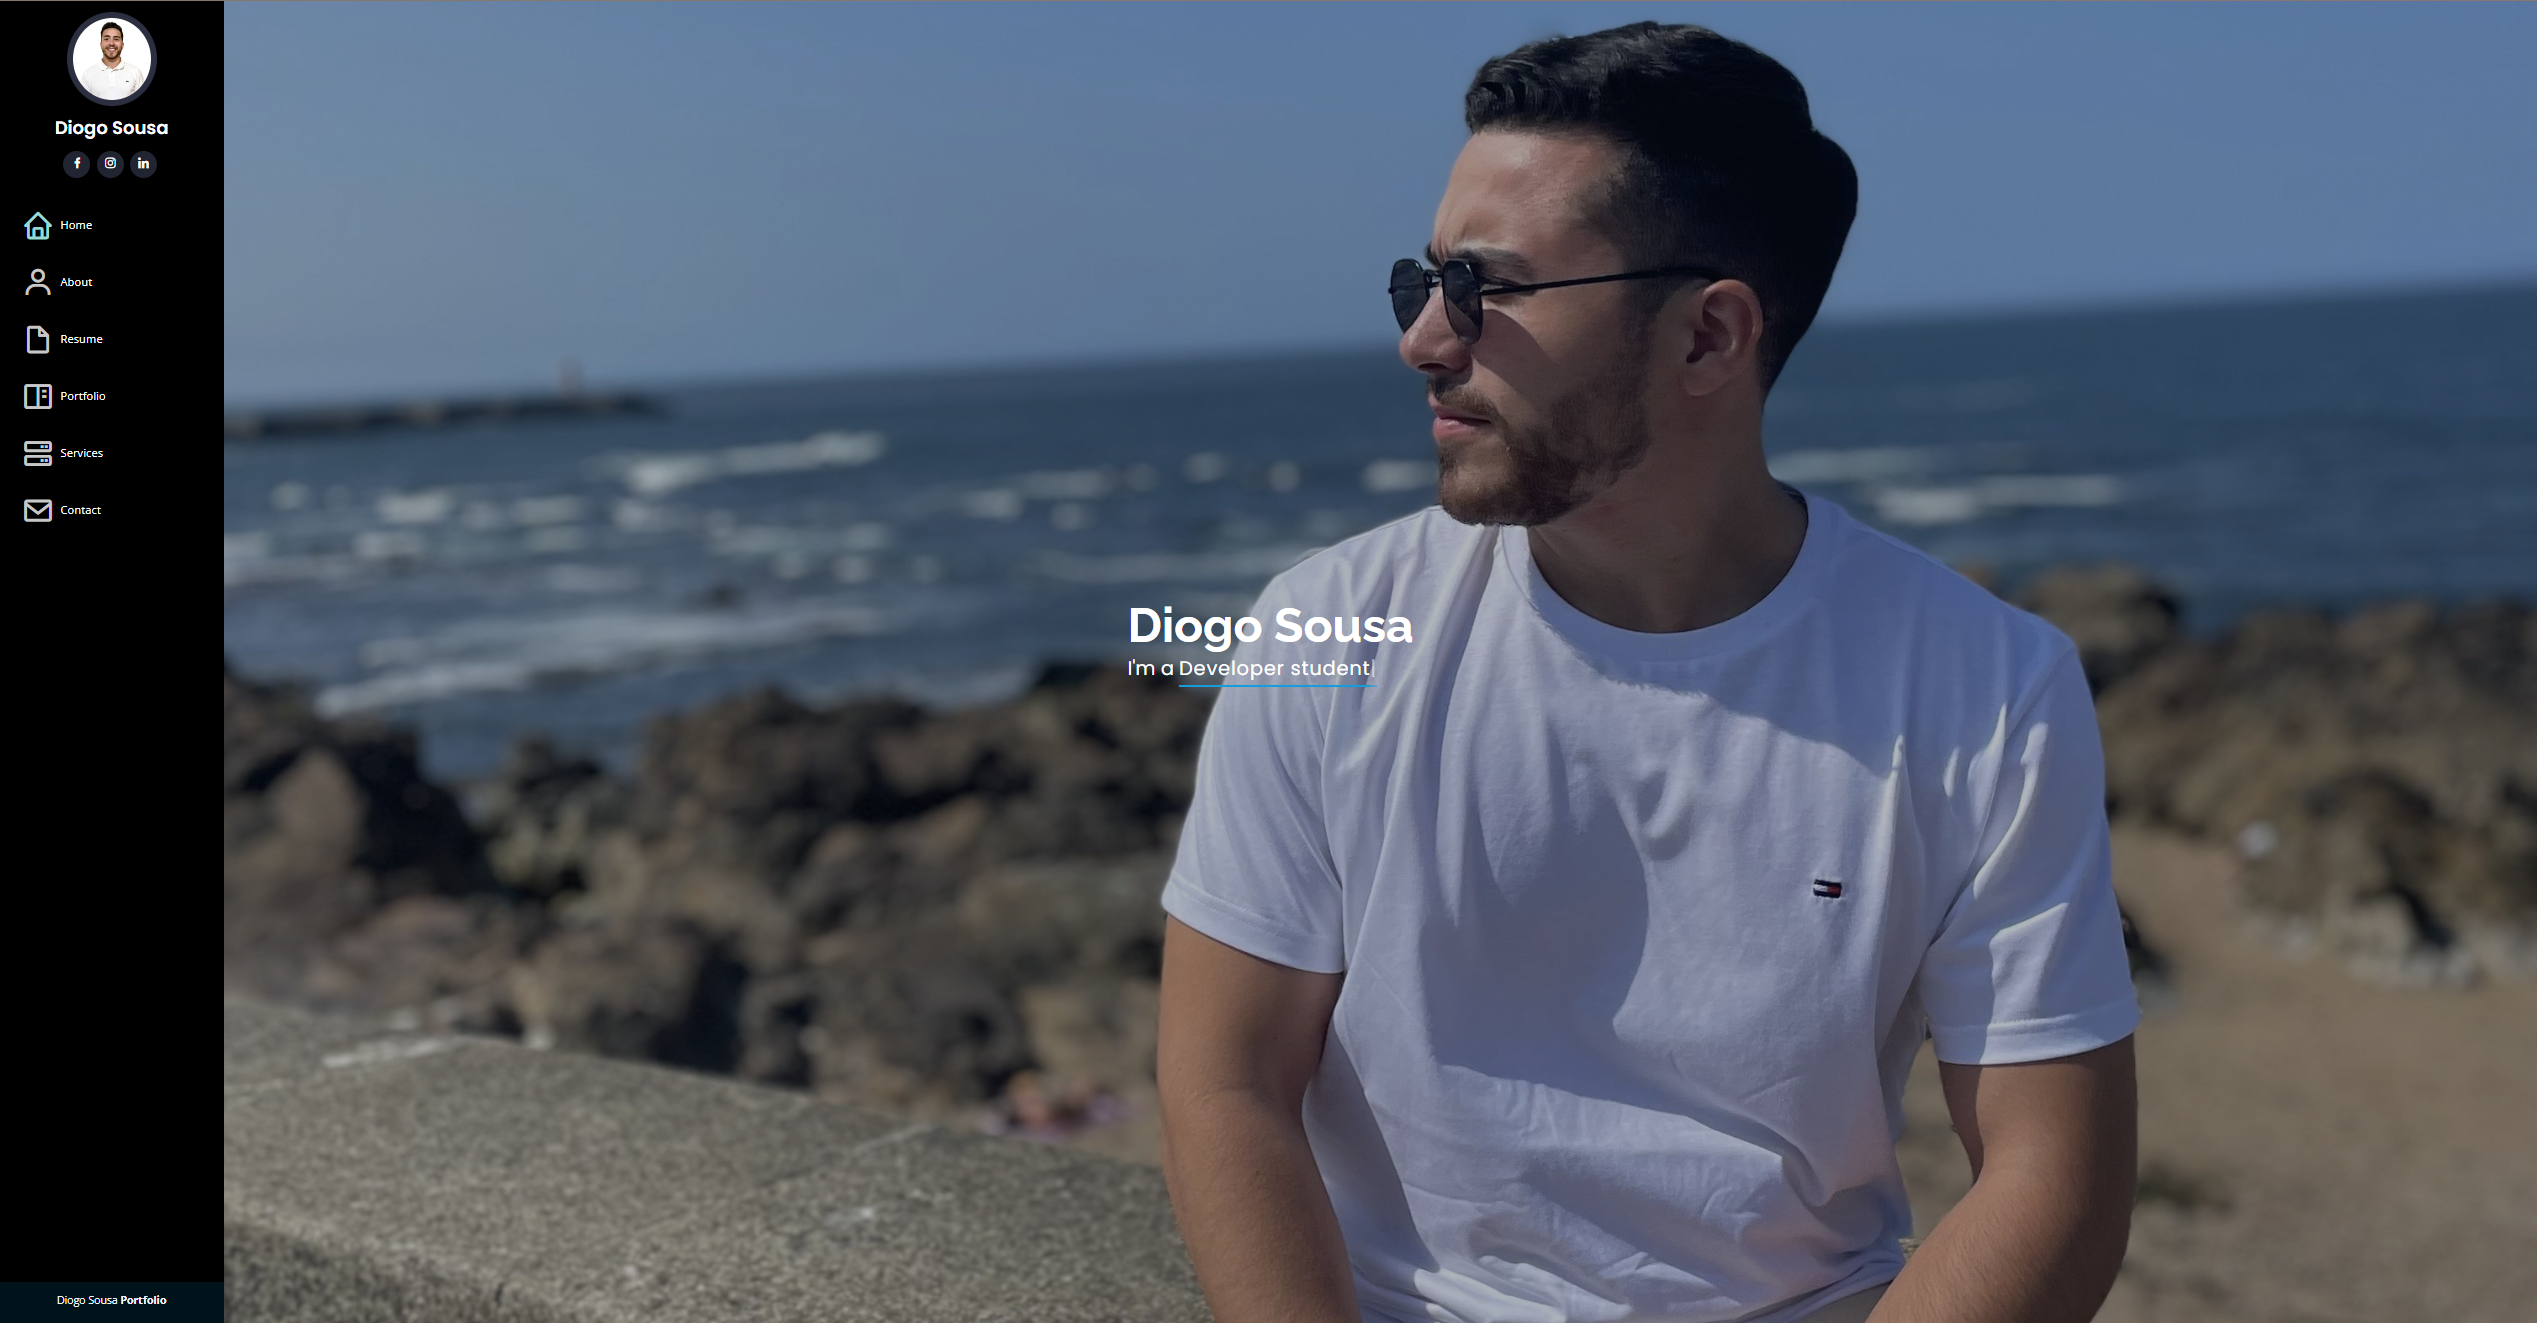 Diogo Sousa
Home
About
Resume
Portfolio
Services
Contact
Diogo Sousa
I'm a Developer student|
Diogo Sousa Portfolio